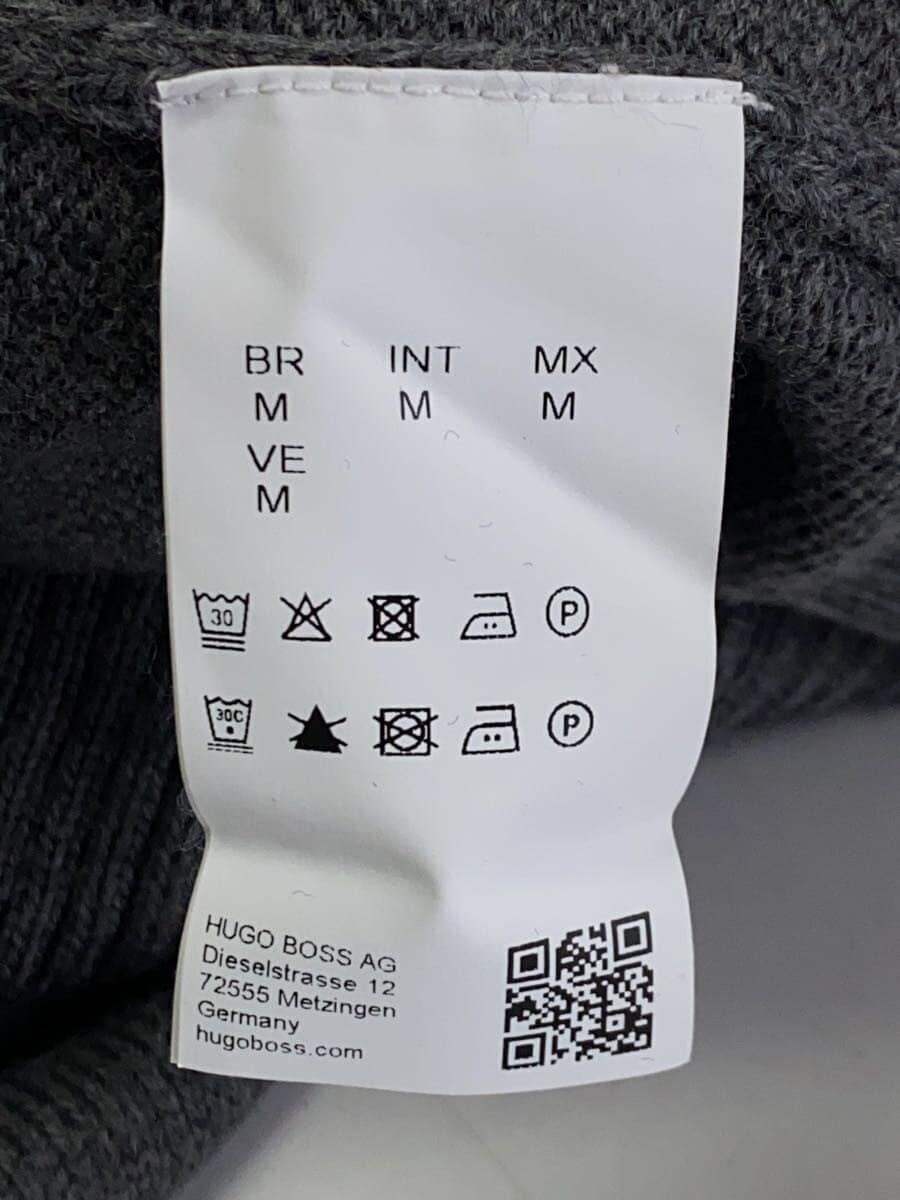 BR INT MX
M M M
VE
M
30
P
30C
P
HUGO BOSS AG
Dieselstrasse 12
72555 Metzingen
Germany
hugoboss.com